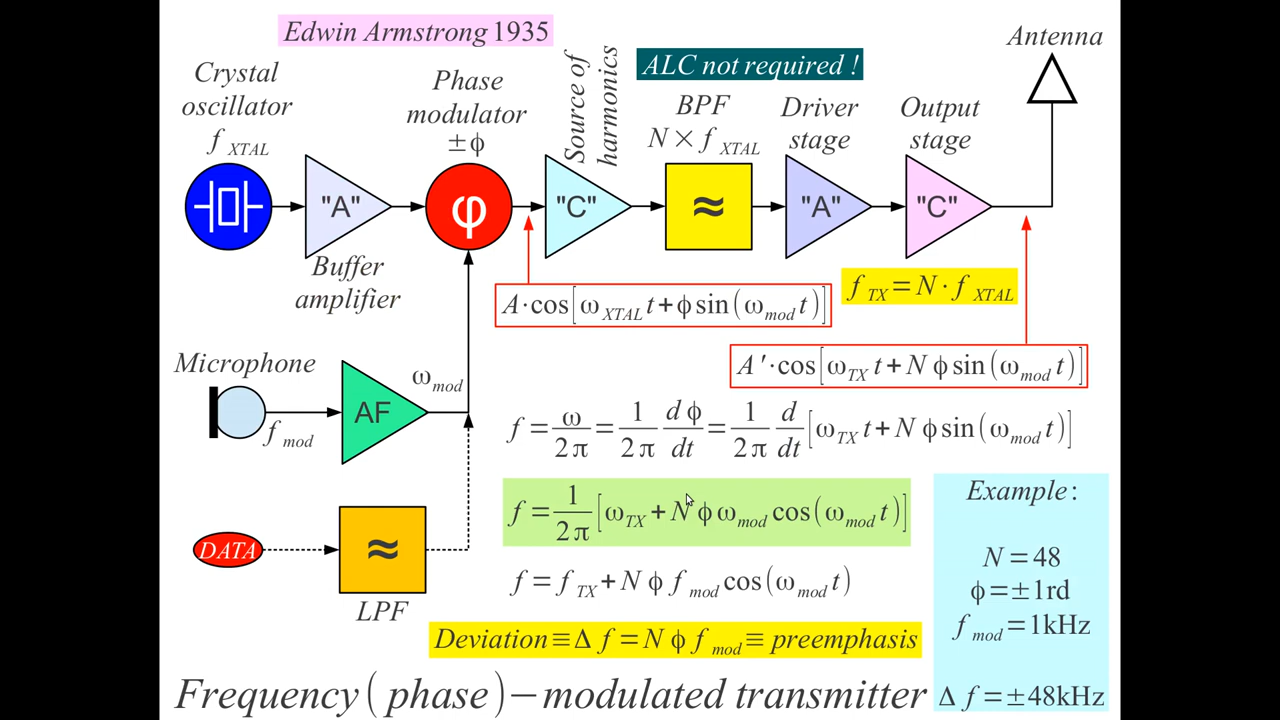 Edwin Armstrong 1935
Antenna
Crystal
oscillator
f XTAL
Phase
modulator
±ϕ
Source of
harmonics
ALC not required !
BPF
N × f XTAL
Driver
stage
Output
stage
"A"
φ
"C"
≈
"A"
"C"
Buffer
amplifier
A·cos[ω XTAL t+ϕ sin(ω mod t)]
f TX = N · f XTAL
A'·cos[ω TX t+N ϕ sin(ω mod t)]
Microphone
f mod
AF
ω mod
f = ω/2π = 1/2π dϕ/dt = 1/2π d/dt [ω TX t+N ϕ sin(ω mod t)]
f = 1/2π [ω TX + N ϕ ω mod cos(ω mod t)]
f = f TX + N ϕ f mod cos(ω mod t)
DATA
≈
LPF
Deviation ≡ Δ f = N ϕ f mod ≡ preemphasis
Example:
N = 48
ϕ = ±1rd
f mod = 1kHz
Δ f = ±48kHz
Frequency( phase)−modulated transmitter